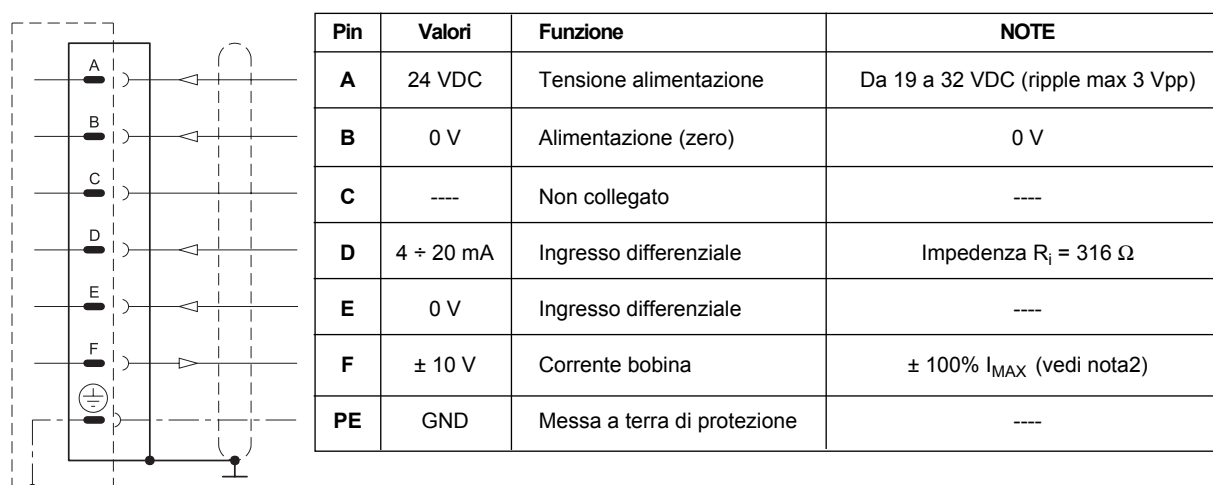 A
B
C
D
E
F
Pin Valori Funzione NOTE
A 24 VDC Tensione alimentazione Da 19 a 32 VDC (ripple max 3 Vpp)
B 0 V Alimentazione (zero) 0 V
C ---- Non collegato ----
D 4 ÷ 20 mA Ingresso differenziale Impedenza Ri = 316 Ω
E 0 V Ingresso differenziale ----
F ± 10 V Corrente bobina ± 100% IMAX (vedi nota2)
PE GND Messa a terra di protezione ----